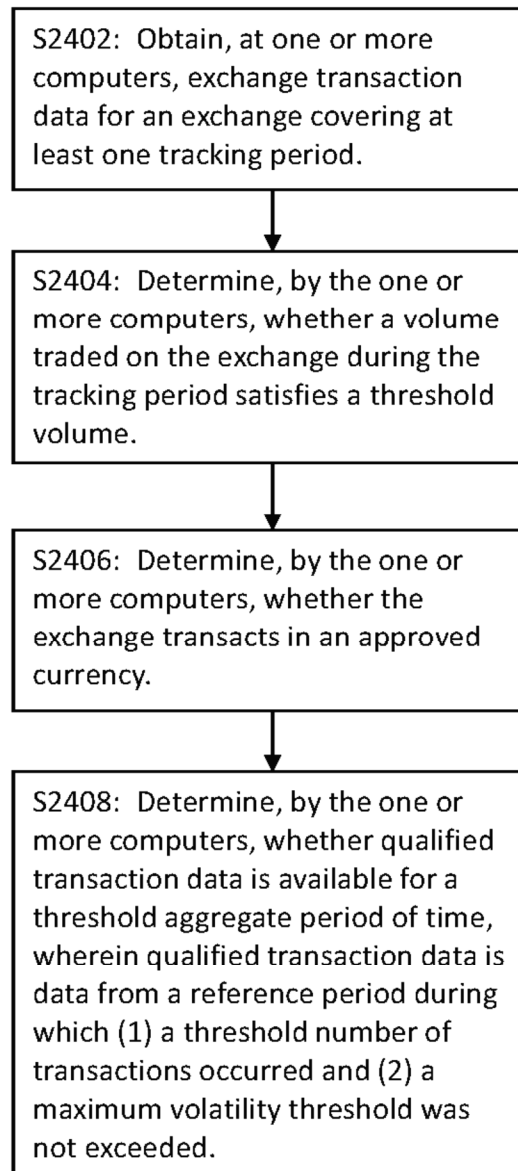 S2402: Obtain, at one or more
computers, exchange transaction
data for an exchange covering at
least one tracking period.
S2404: Determine, by the one or
more computers, whether a volume
traded on the exchange during the
tracking period satisfies a threshold
volume.
S2406: Determine, by the one or
more computers, whether the
exchange transacts in an approved
currency.
S2408: Determine, by the one or
more computers, whether qualified
transaction data is available for a
threshold aggregate period of time,
wherein qualified transaction data is
data from a reference period during
which (1) a threshold number of
transactions occurred and (2) a
maximum volatility threshold was
not exceeded.